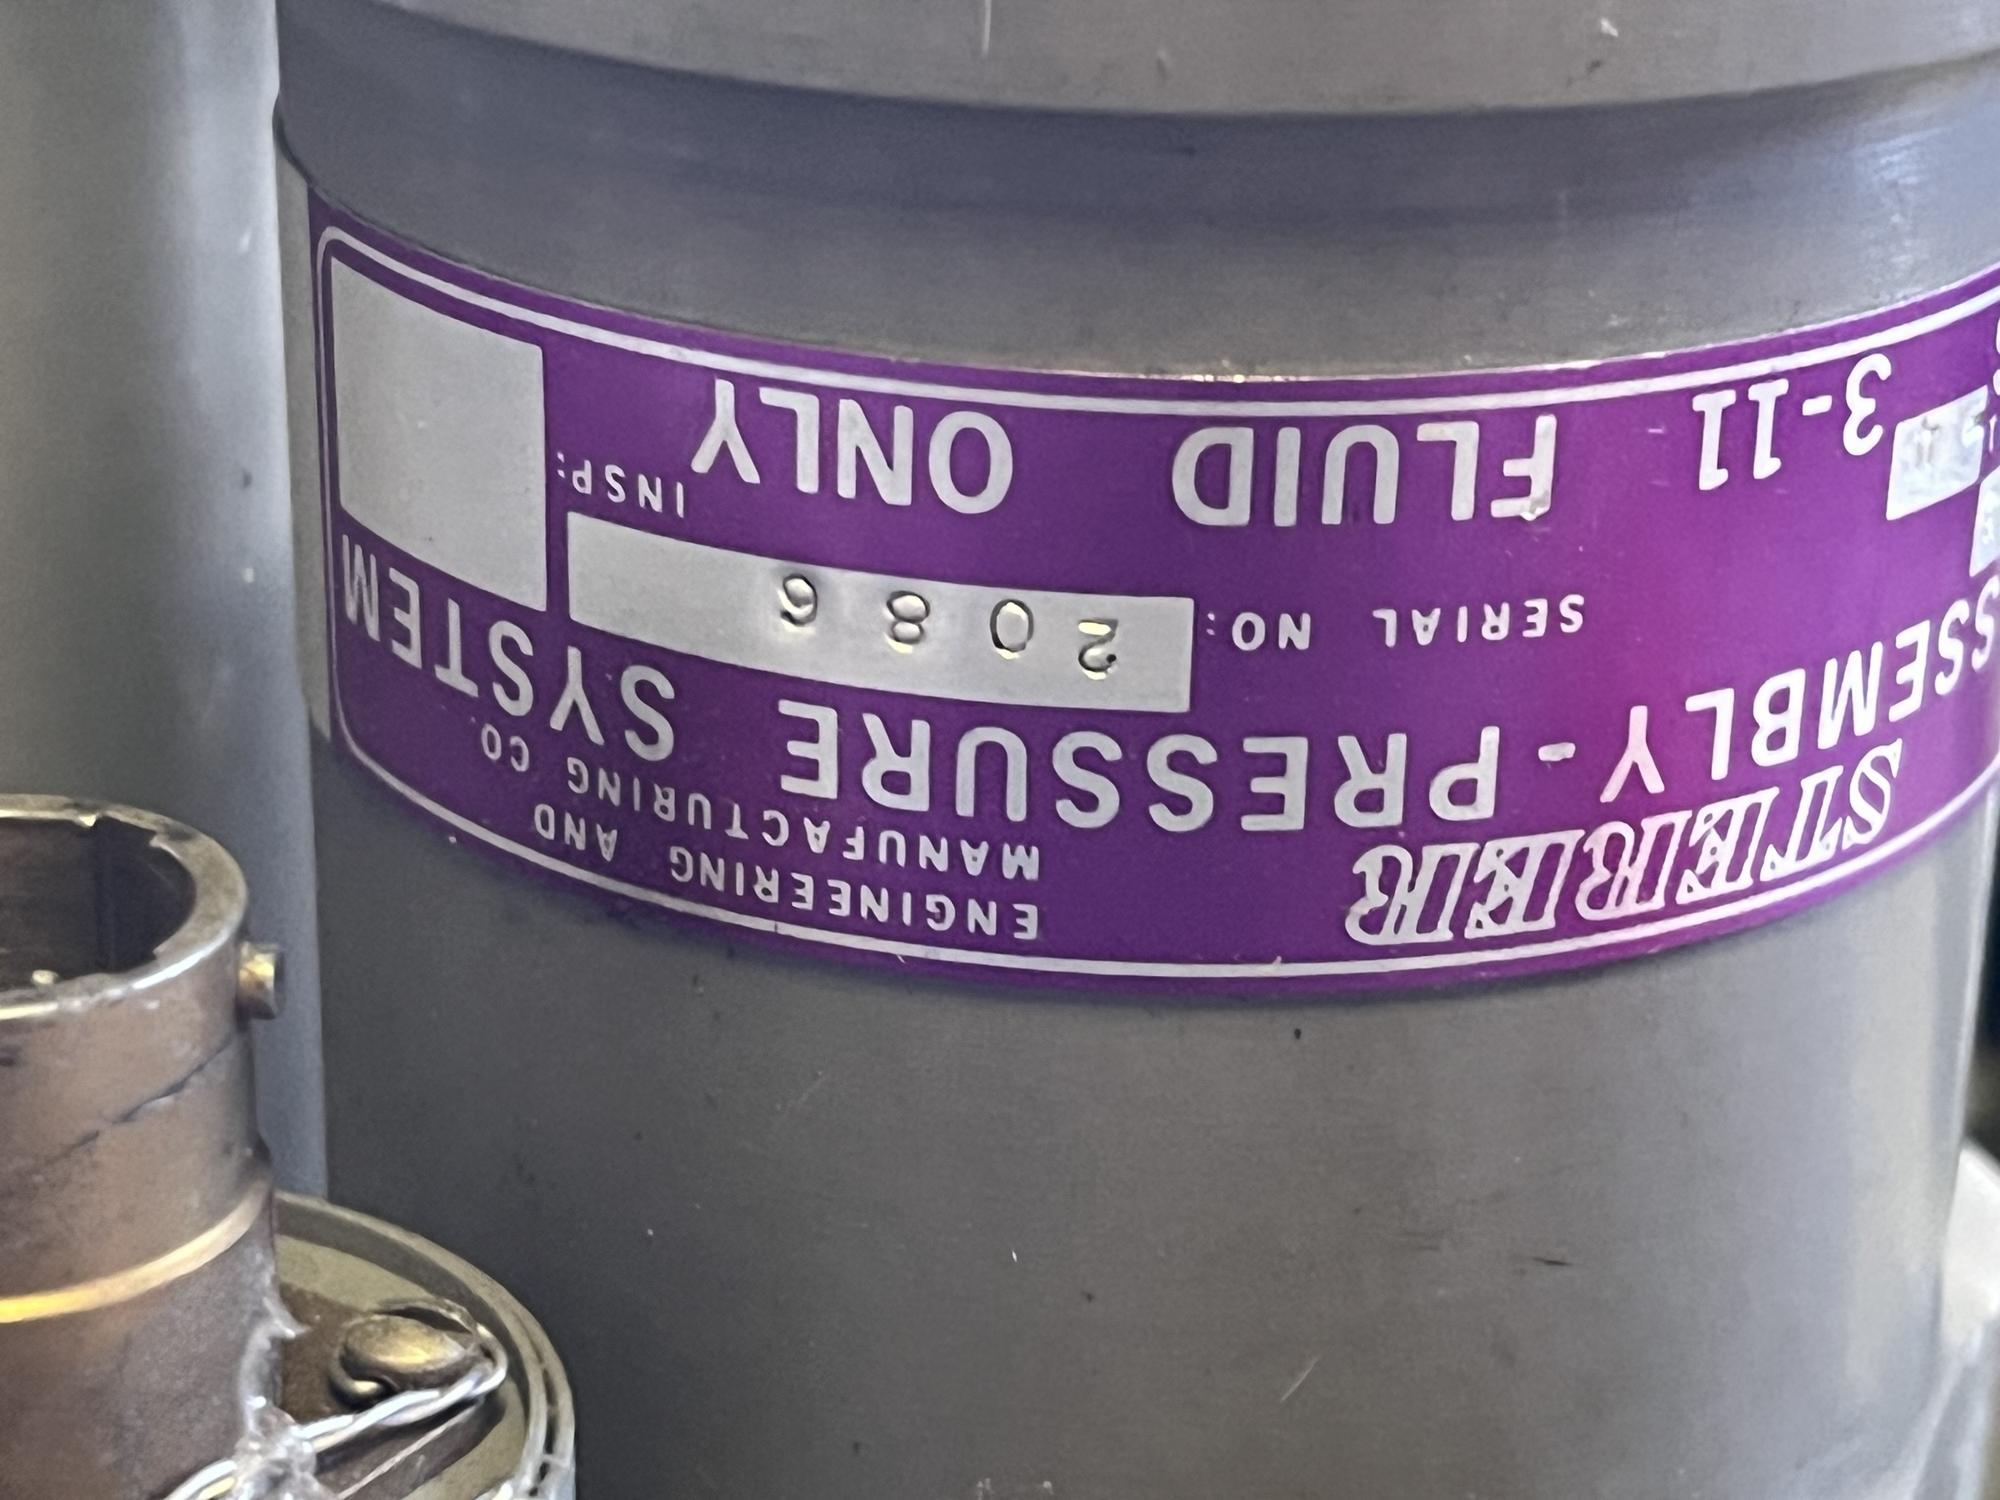 STERER ENGINEERING AND
MANUFACTURING CO
SSEMBLY - PRESSURE SYSTEM
SERIAL NO: 2086
INSP:
3-11 FLUID ONLY